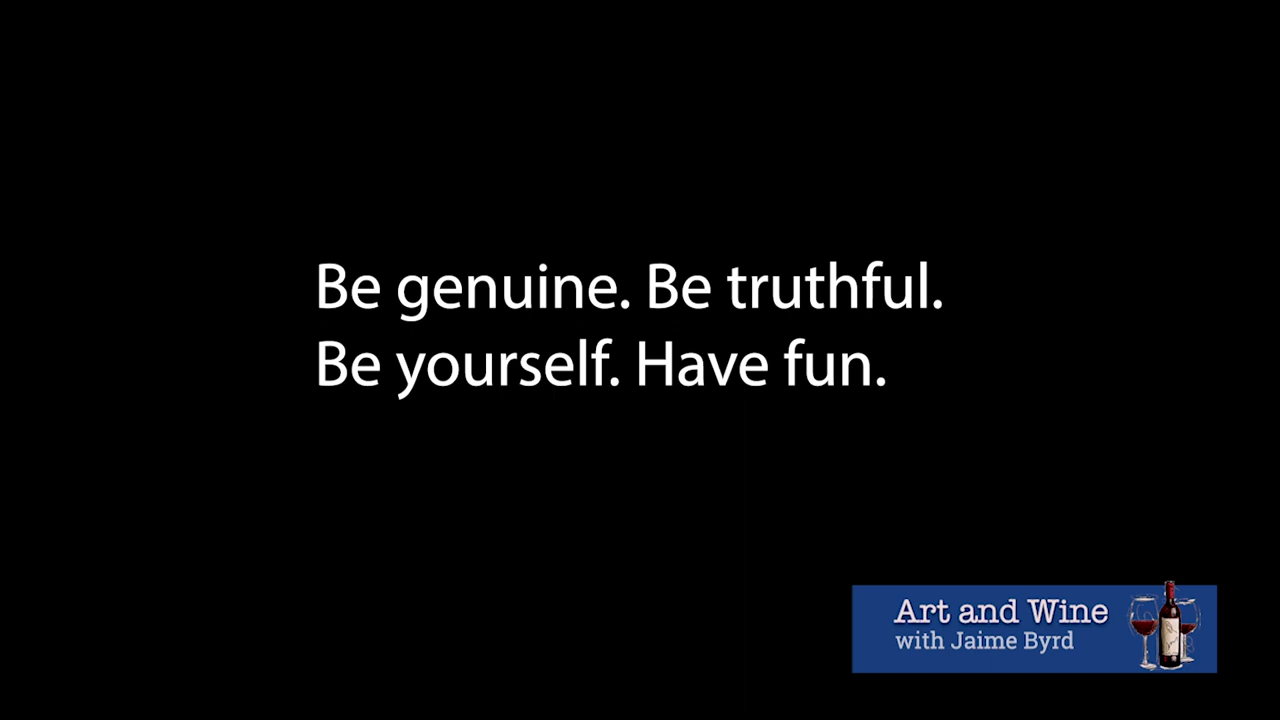 Be genuine. Be truthful.
Be yourself. Have fun.
Art and Wine
with Jaime Byrd